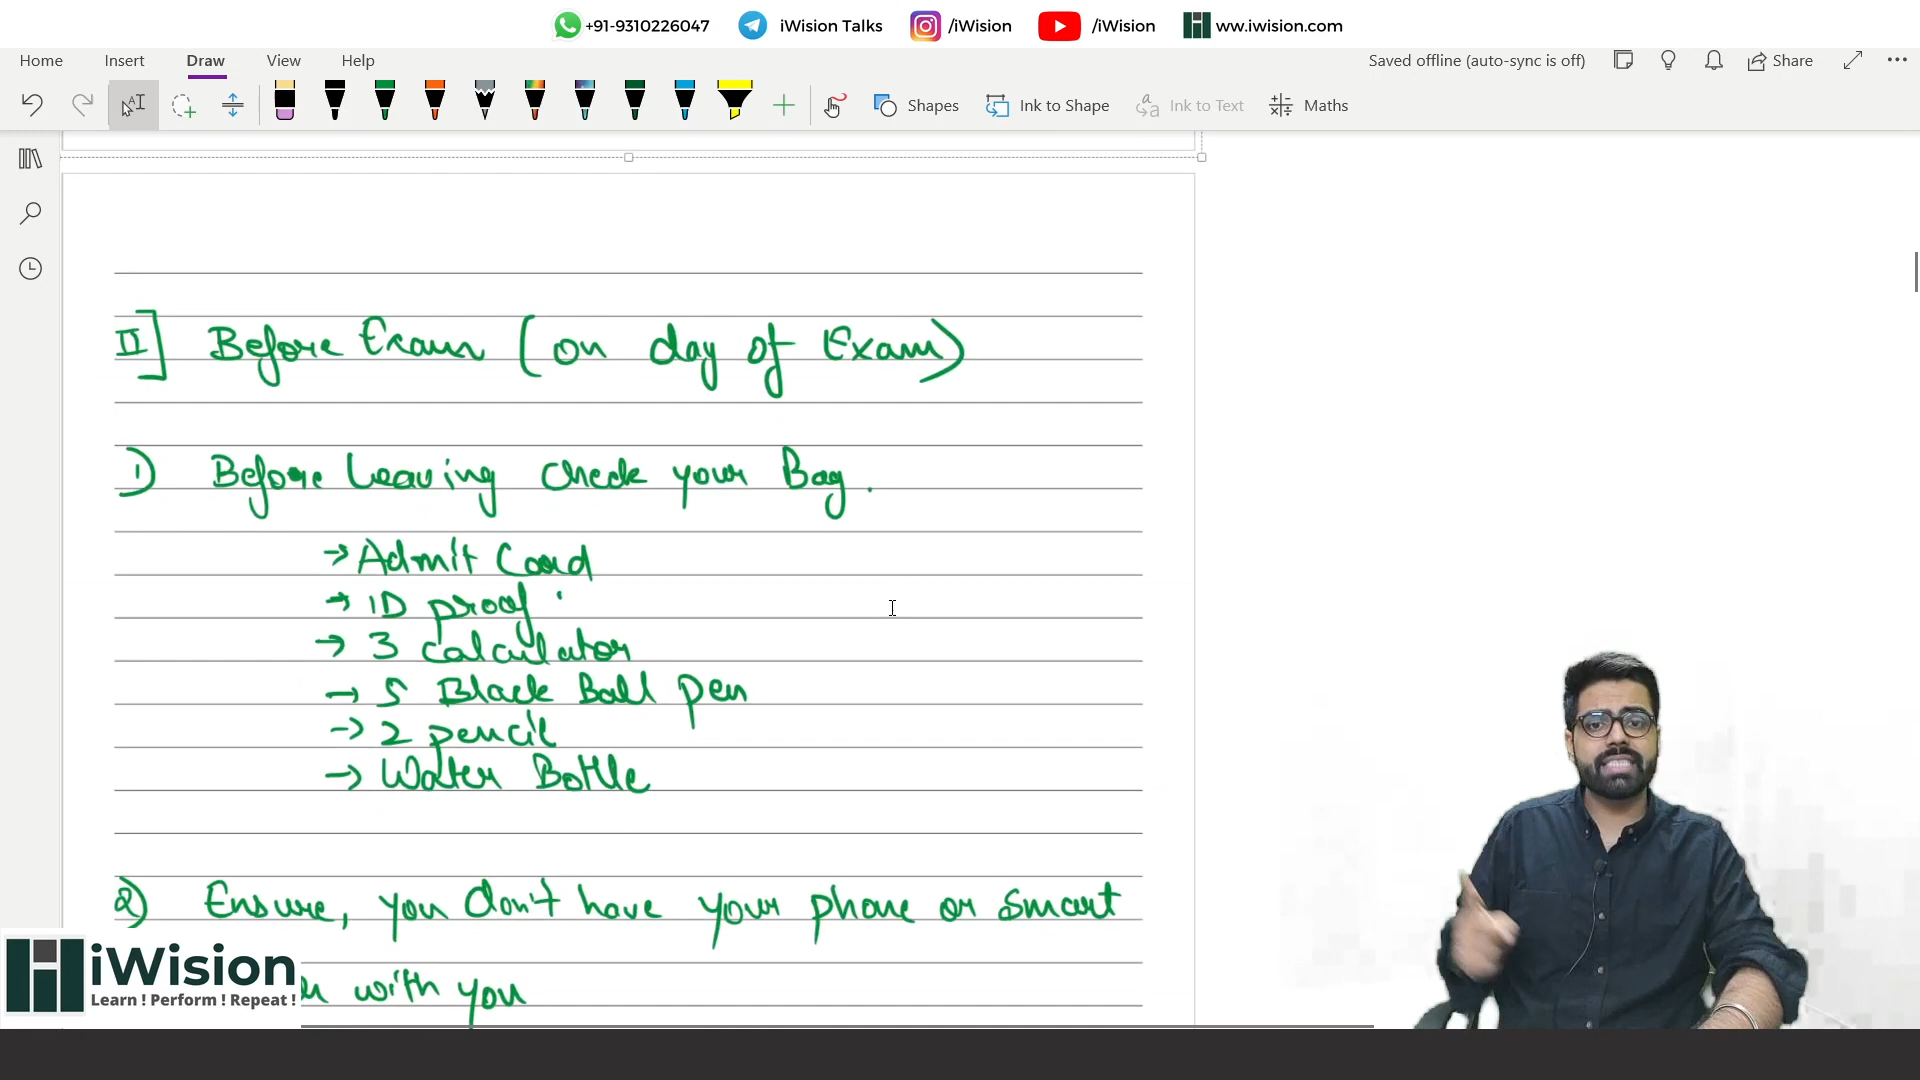 +91-9310226047 iWision Talks /iWision /iWision ww.iwision.com
Home Insert Draw View Help Saved offline (auto-sync is off) Share
Shapes Ink to Shape Ink to Text Maths
II] Before Exam (on day of Exam)
1) Before Leaving Check your Bag.
→ Admit Card
→ ID proof
→ 3 calculator
→ 5 Black Ball pen
→ 2 pencil
→ Water Bottle
2) Ensure, you don't have your phone or Smart
with you
iWision
Learn ! Perform ! Repeat !